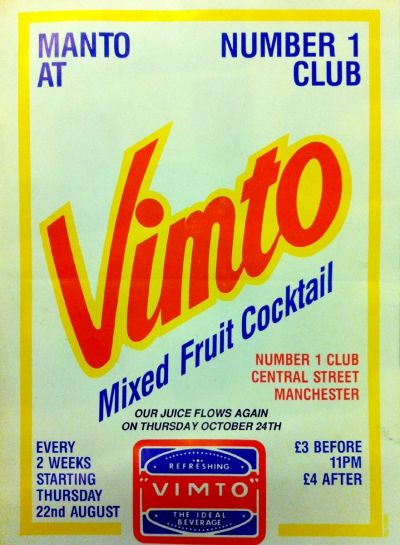 MANTO
AT
NUMBER 1
CLUB
Vimto
Mixed Fruit Cocktail
NUMBER 1 CLUB
CENTRAL STREET
MANCHESTER
OUR JUICE FLOWS AGAIN
ON THURSDAY OCTOBER 24TH
EVERY
2 WEEKS
STARTING
THURSDAY
22nd AUGUST
REFRESHING
"VIMTO"
THE IDEAL
BEVERAGE
£3 BEFORE
11PM
£4 AFTER